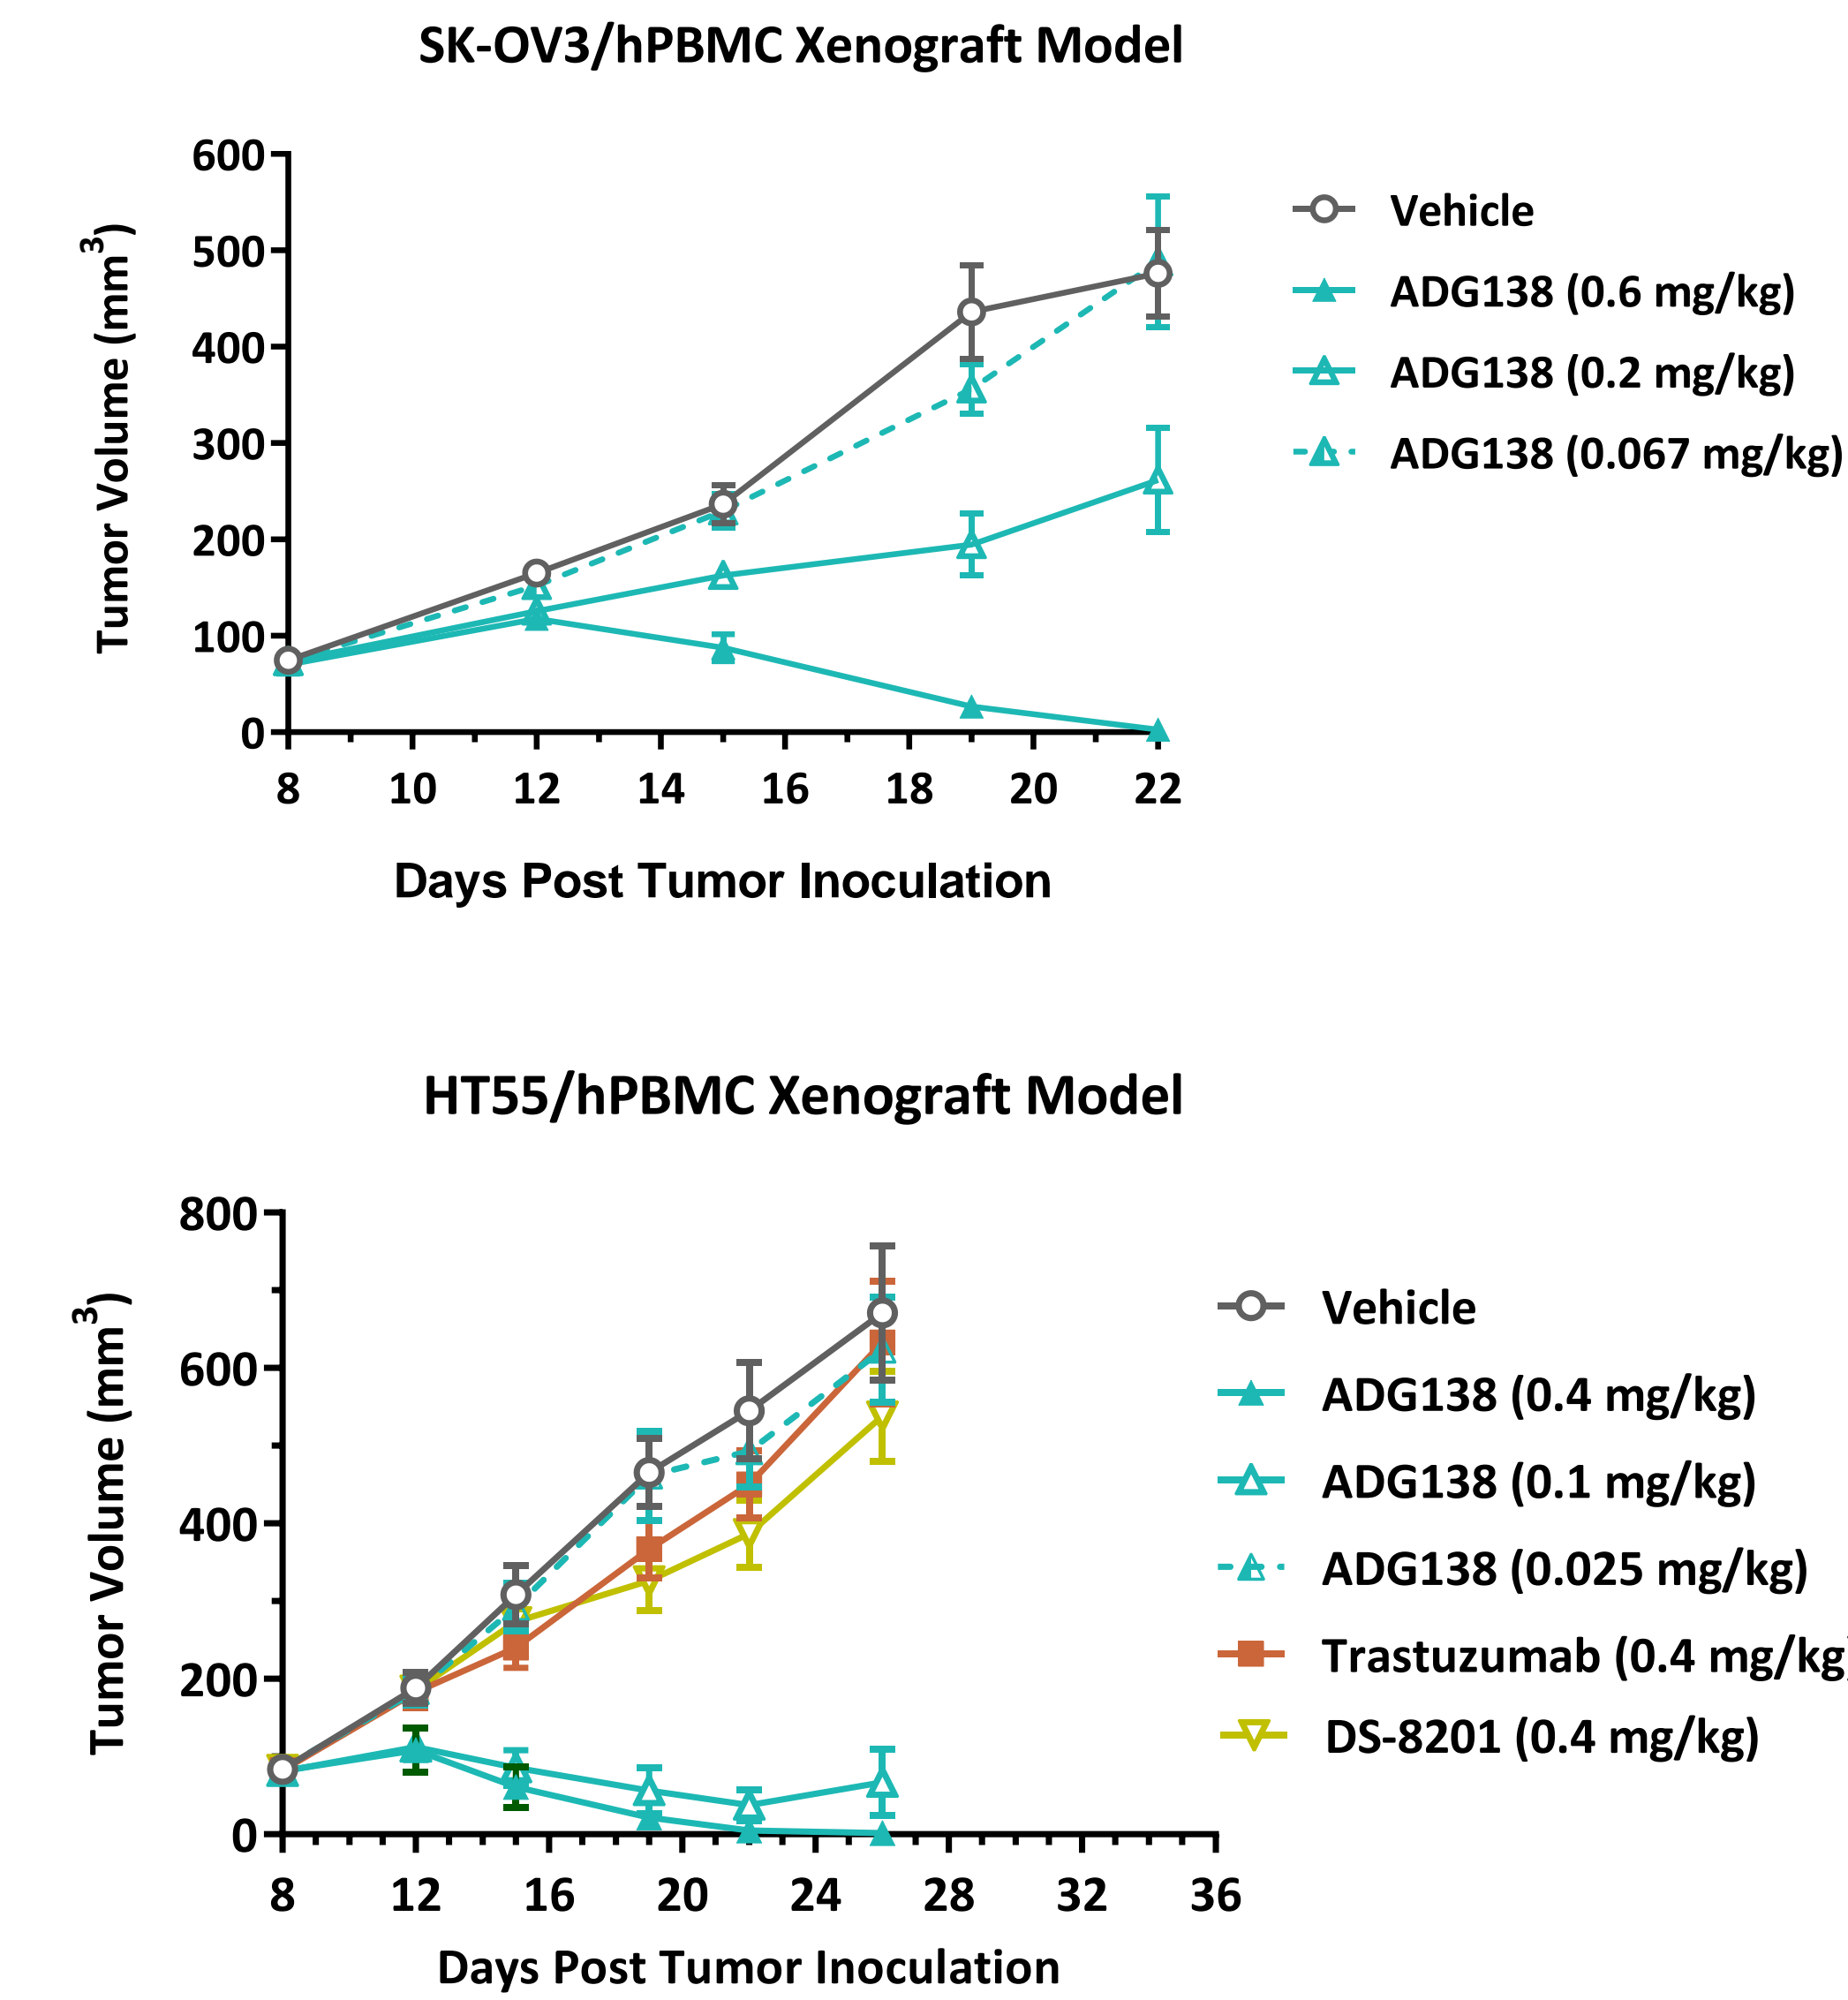 SK-OV3/hPBMC Xenograft Model
600
500
400
300
200
100
0
Tumor Volume (mm³)
8 10 12 14 16 18 20 22
Days Post Tumor Inoculation
Vehicle
ADG138 (0.6 mg/kg)
ADG138 (0.2 mg/kg)
ADG138 (0.067 mg/kg)
HT55/hPBMC Xenograft Model
800
600
400
200
0
Tumor Volume (mm³)
8 12 16 20 24 28 32 36
Days Post Tumor Inoculation
Vehicle
ADG138 (0.4 mg/kg)
ADG138 (0.1 mg/kg)
ADG138 (0.025 mg/kg)
Trastuzumab (0.4 mg/kg)
DS-8201 (0.4 mg/kg)